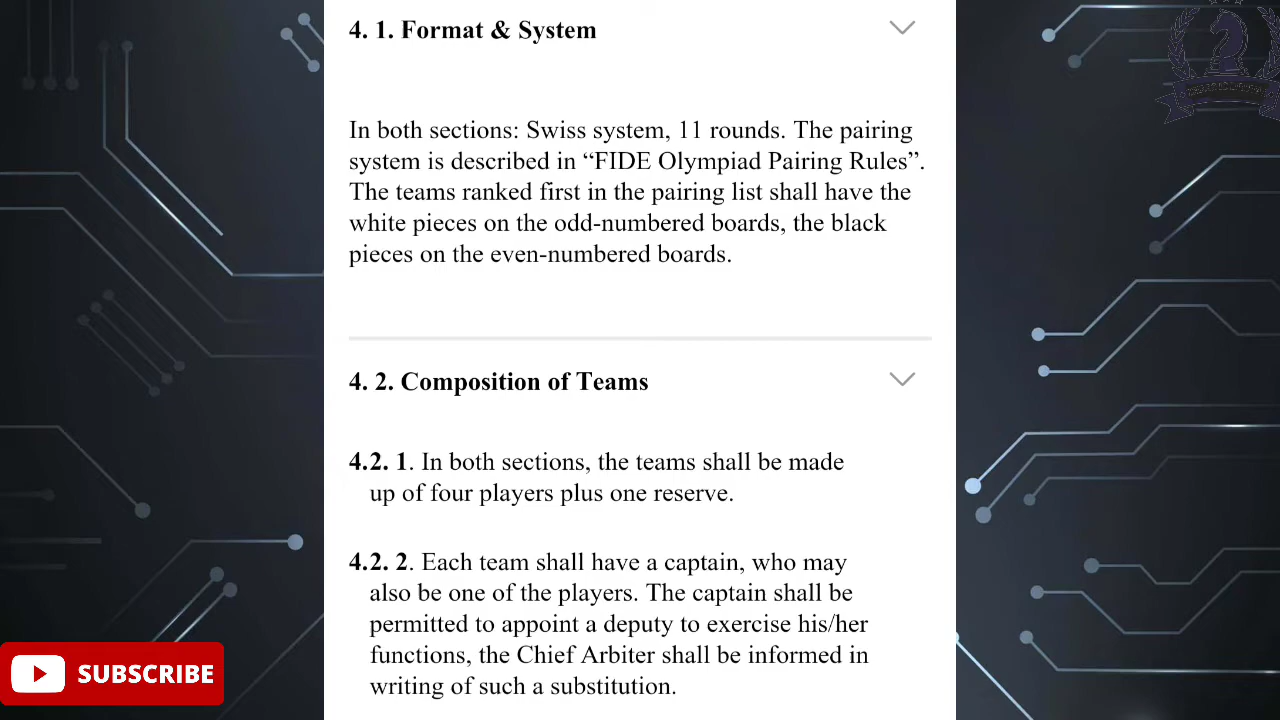 4. 1. Format & System
In both sections: Swiss system, 11 rounds. The pairing
system is described in “FIDE Olympiad Pairing Rules”.
The teams ranked first in the pairing list shall have the
white pieces on the odd-numbered boards, the black
pieces on the even-numbered boards.
4. 2. Composition of Teams
4.2. 1. In both sections, the teams shall be made
up of four players plus one reserve.
4.2. 2. Each team shall have a captain, who may
also be one of the players. The captain shall be
permitted to appoint a deputy to exercise his/her
functions, the Chief Arbiter shall be informed in
writing of such a substitution.
SUBSCRIBE